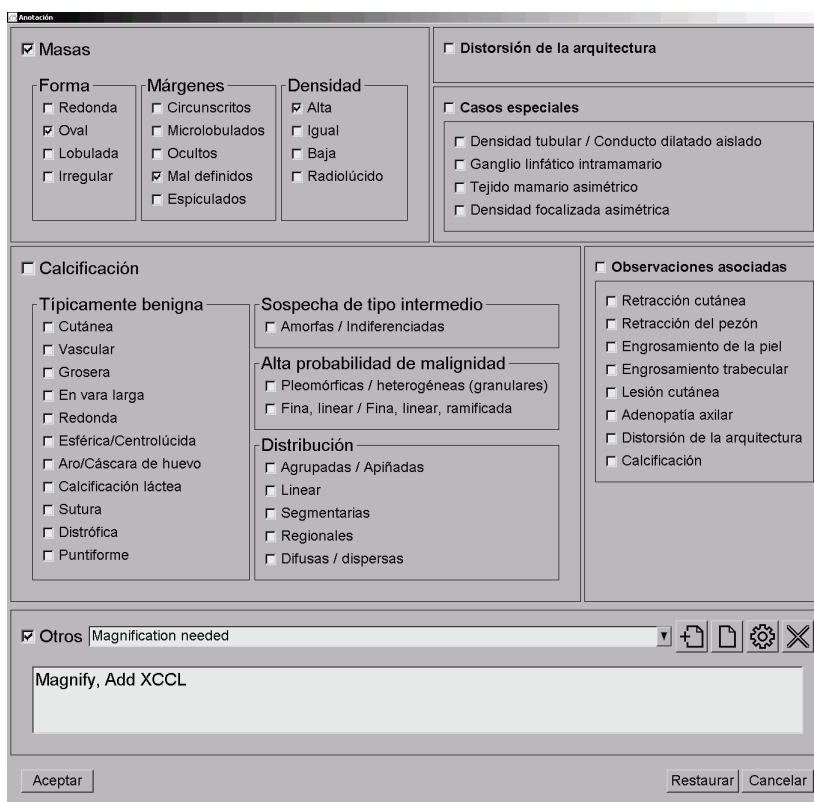 Anotación
Masas
Forma
Redonda
Oval
Lobulada
Irregular
Márgenes
Circunscritos
Microlobulados
Ocultos
Mal definidos
Espiculados
Densidad
Alta
Igual
Baja
Radiolúcido
Distorsión de la arquitectura
Casos especiales
Densidad tubular / Conducto dilatado aislado
Ganglio linfático intramamario
Tejido mamario asimétrico
Densidad focalizada asimétrica
Calcificación
Típicamente benigna
Cutánea
Vascular
Grosera
En vara larga
Redonda
Esférica/Centrolúcida
Aro/Cáscara de huevo
Calcificación láctea
Sutura
Distrófica
Puntiforme
Sospecha de tipo intermedio
Amorfas / Indiferenciadas
Alta probabilidad de malignidad
Pleomórficas / heterogéneas (granulares)
Fina, linear / Fina, linear, ramificada
Distribución
Agrupadas / Apiñadas
Linear
Segmentarias
Regionales
Difusas / dispersas
Observaciones asociadas
Retracción cutánea
Retracción del pezón
Engrosamiento de la piel
Engrosamiento trabecular
Lesión cutánea
Adenopatía axilar
Distorsión de la arquitectura
Calcificación
Otros Magnification needed
Magnify, Add XCCL
Aceptar Restaurar Cancelar